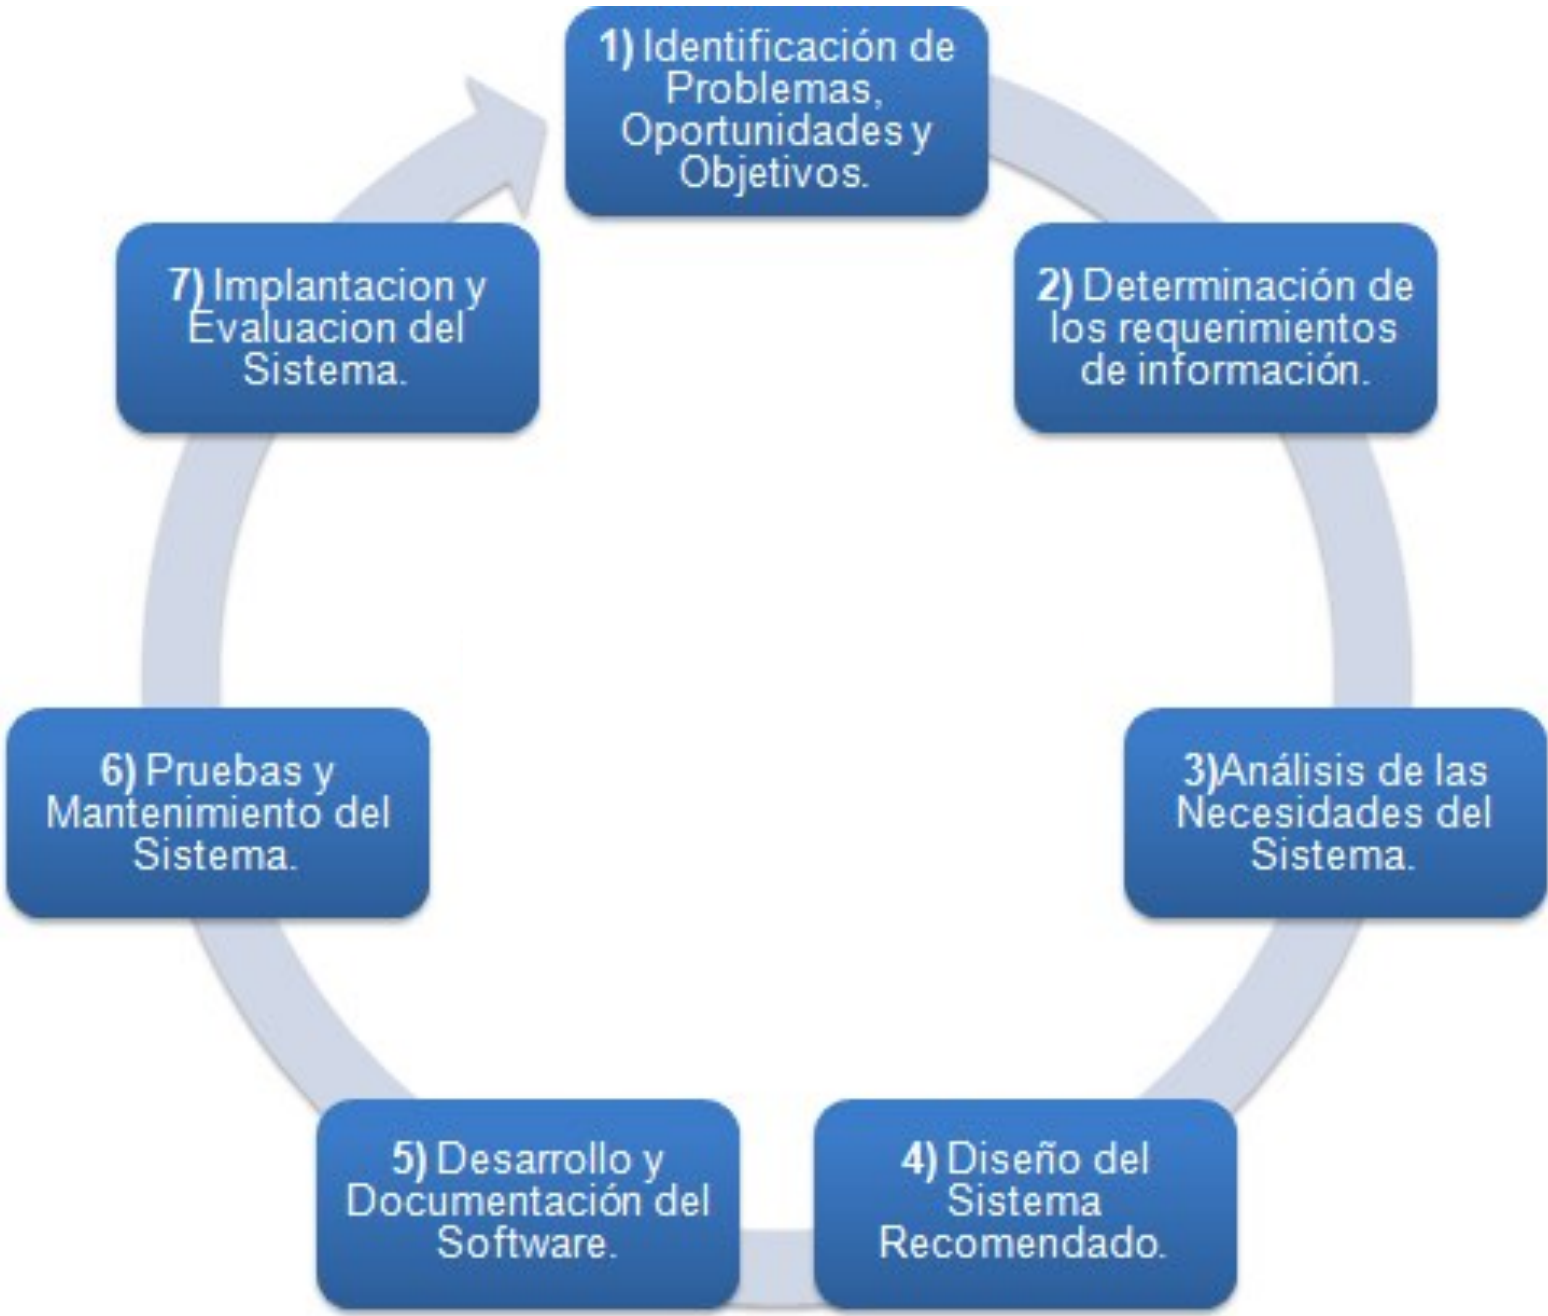 1) Identificación de
Problemas,
Oportunidades y
Objetivos.
2) Determinación de
los requerimientos
de información.
3)Análisis de las
Necesidades del
Sistema.
4) Diseño del
Sistema
Recomendado.
5) Desarrollo y
Documentación del
Software.
6) Pruebas y
Mantenimiento del
Sistema.
7) Implantacion y
Evaluacion del
Sistema.